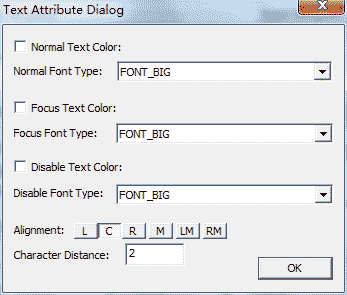 Text Attribute Dialog
Normal Text Color:
Normal Font Type: FONT_BIG
Focus Text Color:
Focus Font Type: FONT_BIG
Disable Text Color:
Disable Font Type: FONT_BIG
Alignment: L C R M LM RM
Character Distance: 2
OK